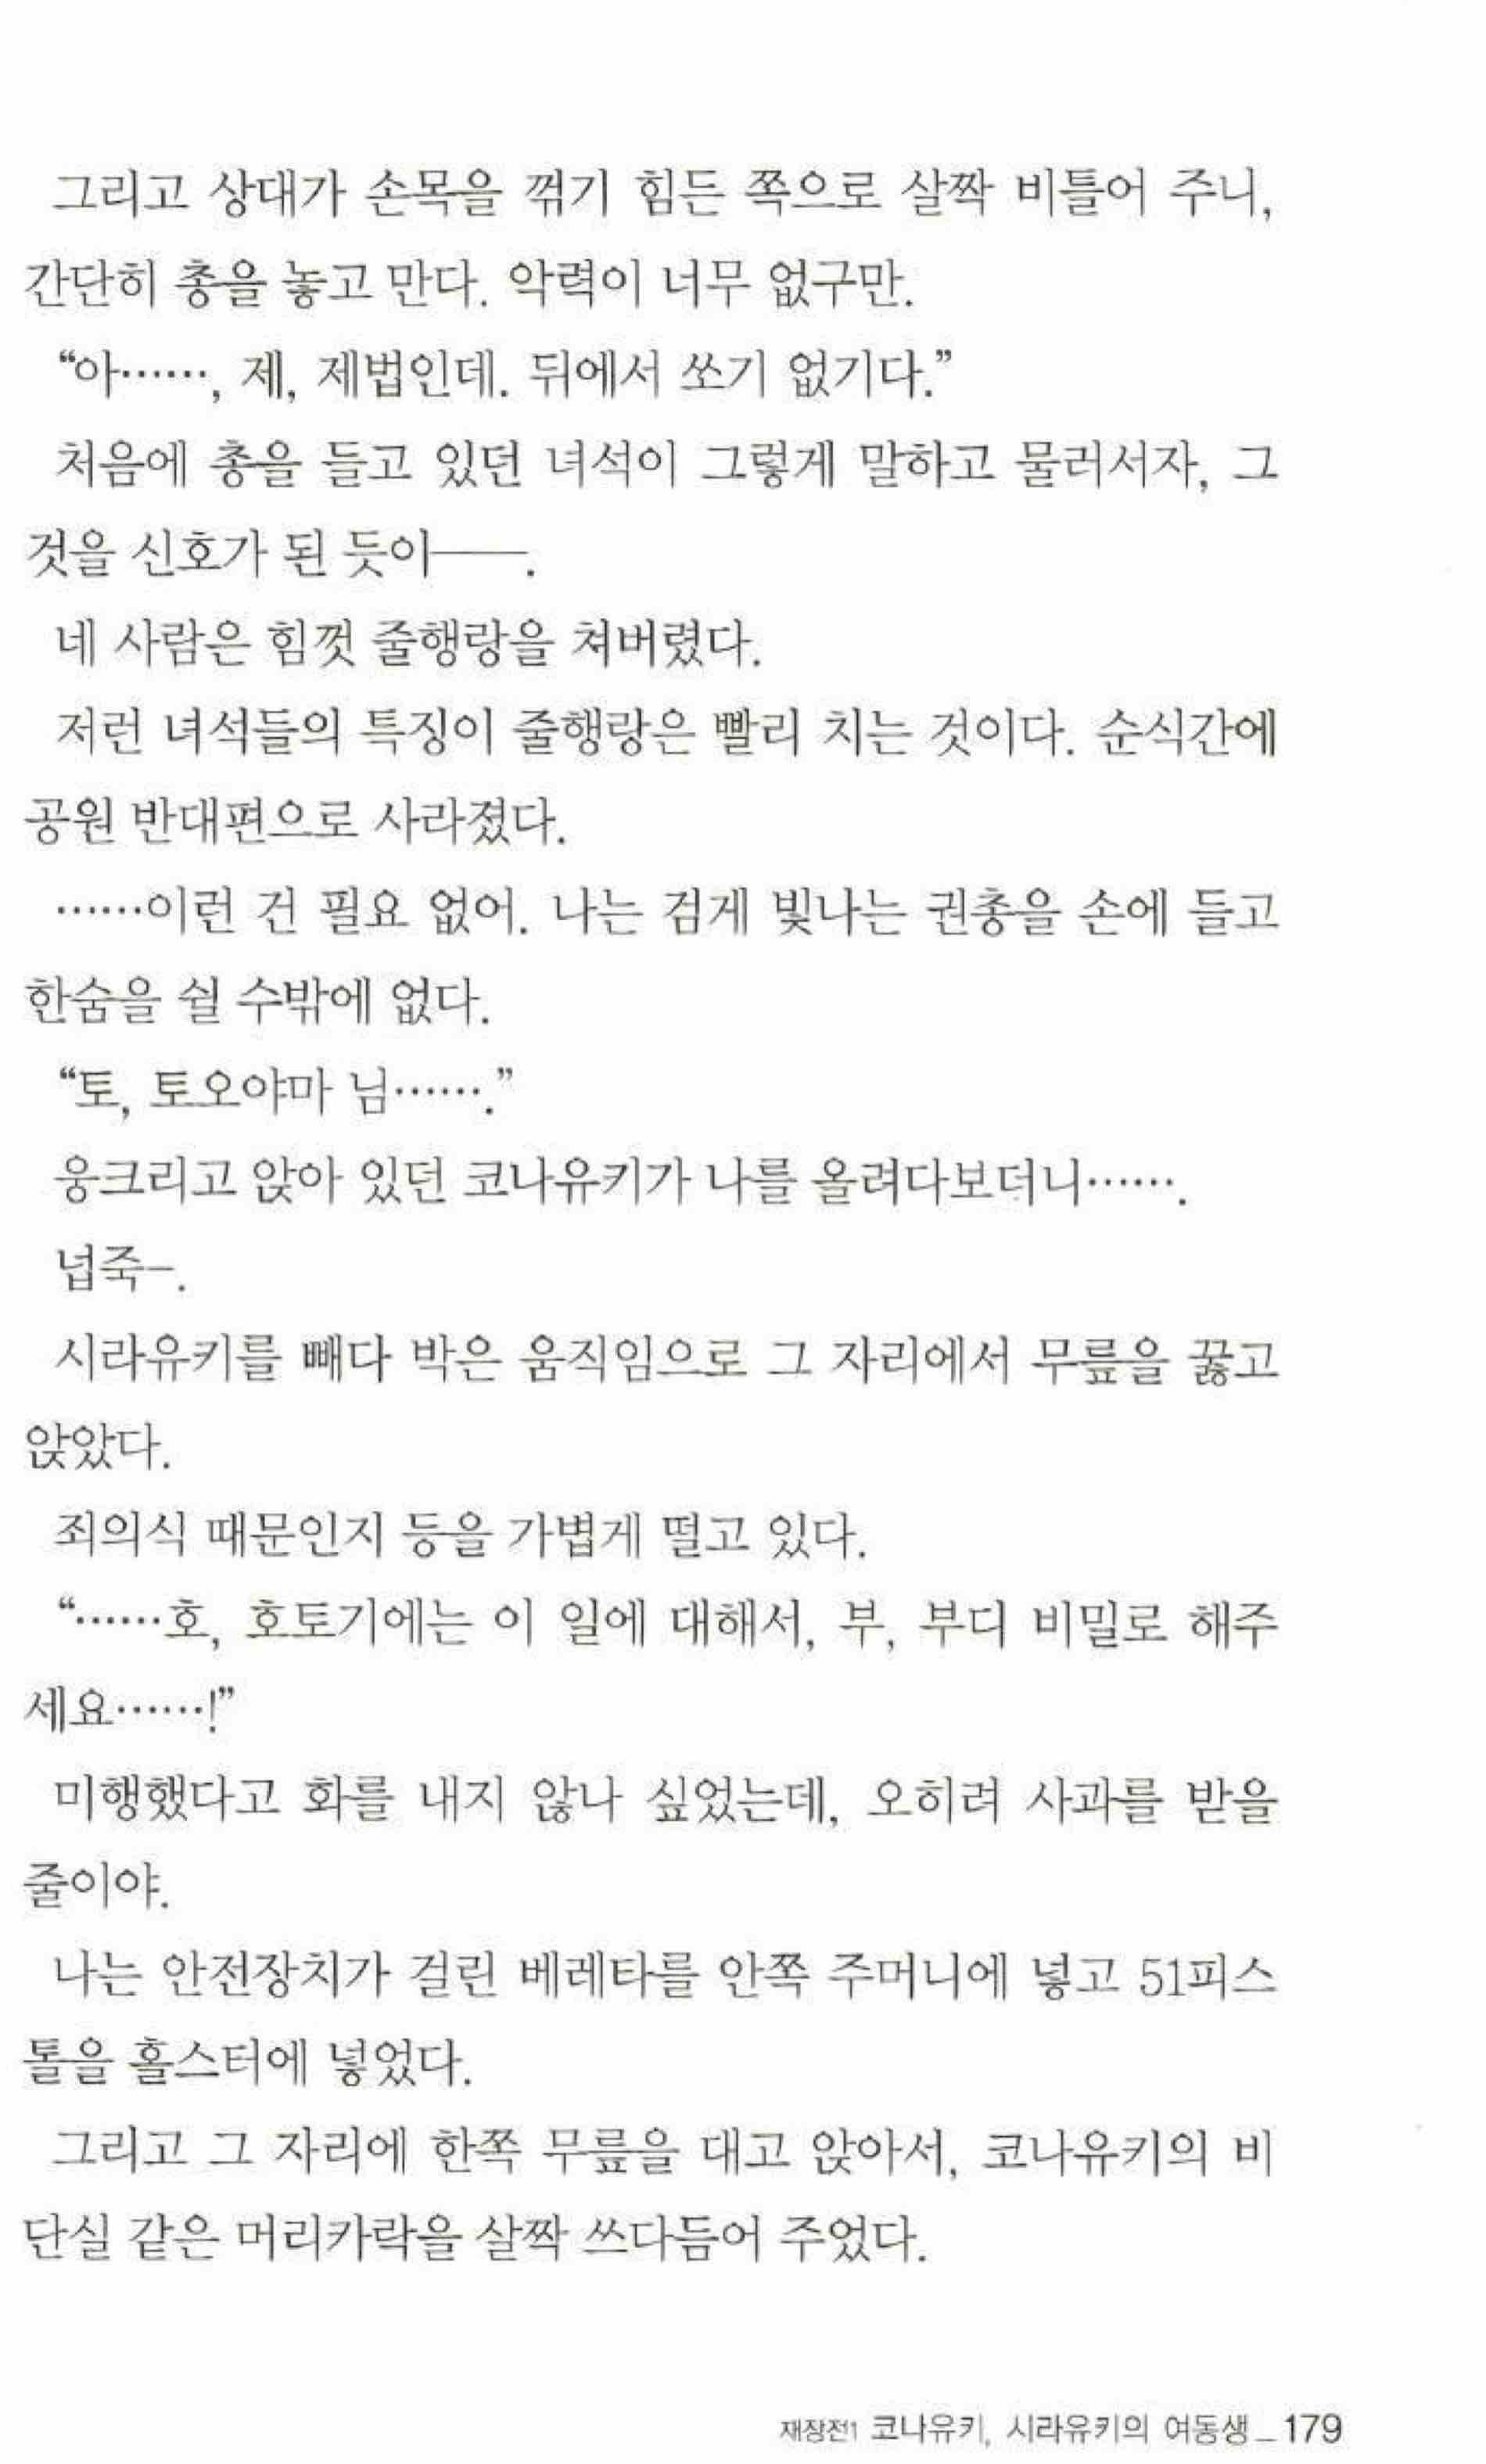 그리고 상대가 손목을 꺾기 힘든 쪽으로 살짝 비틀어 주니,
간단히 총을 놓고 만다. 악력이 너무 없구만.
“아……, 제, 제법인데. 뒤에서 쏘기 없기다.”
처음에 총을 들고 있던 녀석이 그렇게 말하고 물러서자, 그
것을 신호가 된 듯이――.
네 사람은 힘껏 줄행랑을 쳐버렸다.
저런 녀석들의 특징이 줄행랑은 빨리 치는 것이다. 순식간에
공원 반대편으로 사라졌다.
……이런 건 필요 없어. 나는 검게 빛나는 권총을 손에 들고
한숨을 쉴 수밖에 없다.
“토, 토오야마 님…….”
웅크리고 앉아 있던 코나유키가 나를 올려다보더니…….
넙죽–.
시라유키를 빼다 박은 움직임으로 그 자리에서 무릎을 꿇고
앉았다.
죄의식 때문인지 등을 가볍게 떨고 있다.
“……호, 호토기에는 이 일에 대해서, 부, 부디 비밀로 해주
세요……!”
미행했다고 화를 내지 않나 싶었는데, 오히려 사과를 받을
줄이야.
나는 안전장치가 걸린 베레타를 안쪽 주머니에 넣고 51피스
톨을 홀스터에 넣었다.
그리고 그 자리에 한쪽 무릎을 대고 앉아서, 코나유키의 비
단실 같은 머리카락을 살짝 쓰다듬어 주었다.
재장전1 코나유키, 시라유키의 여동생_179